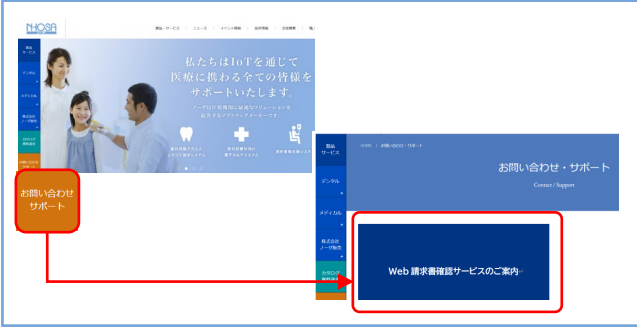 NHOSA
製品・サービス
ニュース
イベント情報
採用情報
会社概要
製品
サービス
デンタル
メディカル
株式会社
ノーザ販売
カタログ
私たちはIoTを通じて
医療に携わる全ての皆様を
サポートいたします。
お問い合わせ
サポート
製品
サービス
デンタル
メディカル
株式会社
ノーザ販売
カタログ
HOME
お問い合わせ・サポート
お問い合わせ・サポート
Contact / Support
Web 請求書確認サービスのご案内